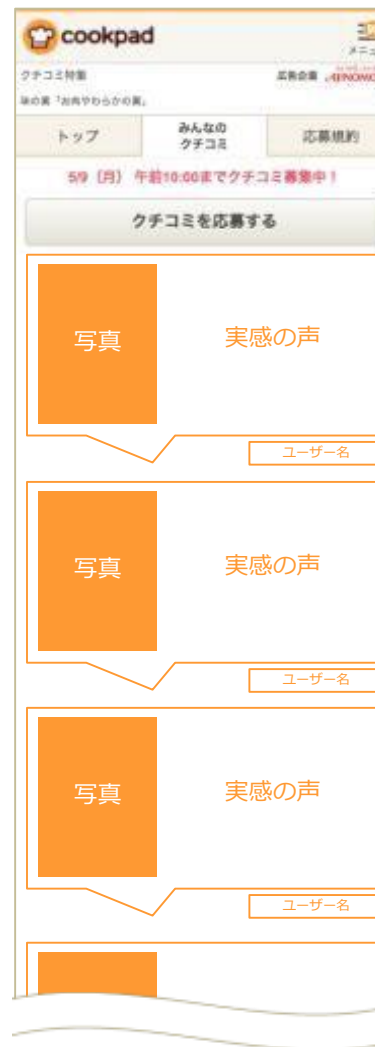 cookpad
メニュ
クチコミ特集
広告企画 AJINOMO
味の素「お肉やわらかの素」
トップ
みんなの
クチコミ
応募規約
5/9（月） 午前10:00までクチコミ募集中！
クチコミを応募する
写真
実感の声
ユーザー名
写真
実感の声
ユーザー名
写真
実感の声
ユーザー名